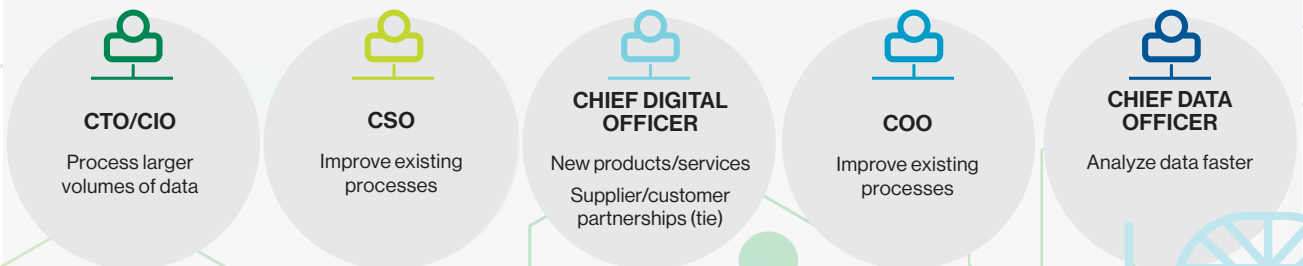 CTO/CIO
Process larger
volumes of data
CSO
Improve existing
processes
CHIEF DIGITAL
OFFICER
New products/services
Supplier/customer
partnerships (tie)
COO
Improve existing
processes
CHIEF DATA
OFFICER
Analyze data faster